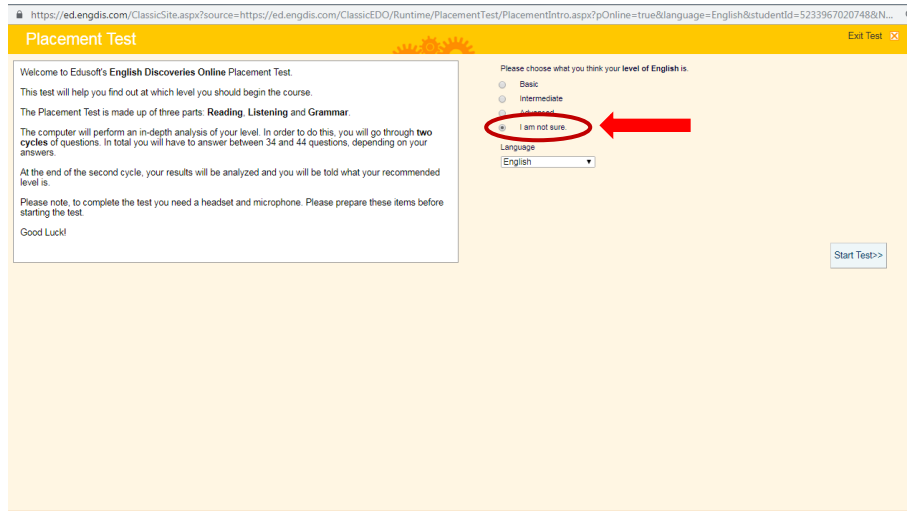 https://ed.engdis.com/ClassicSite.aspx?source=https://ed.engdis.com/ClassicEDO/Runtime/PlacementTest/PlacementIntro.aspx?pOnline=true&language=English&studentId=5233967020748&N...
Placement Test
Exit Test
Welcome to Edusoft's English Discoveries Online Placement Test.
This test will help you find out at which level you should begin the course.
The Placement Test is made up of three parts: Reading, Listening and Grammar.
The computer will perform an in-depth analysis of your level. In order to do this, you will go through two
cycles of questions. In total you will have to answer between 34 and 44 questions, depending on your
answers.
At the end of the second cycle, your results will be analyzed and you will be told what your recommended
level is.
Please note, to complete the test you need a headset and microphone. Please prepare these items before
starting the test.
Good Luck!
Please choose what you think your level of English is.
Basic
Intermediate
Advanced
I am not sure.
Language
English
Start Test>>